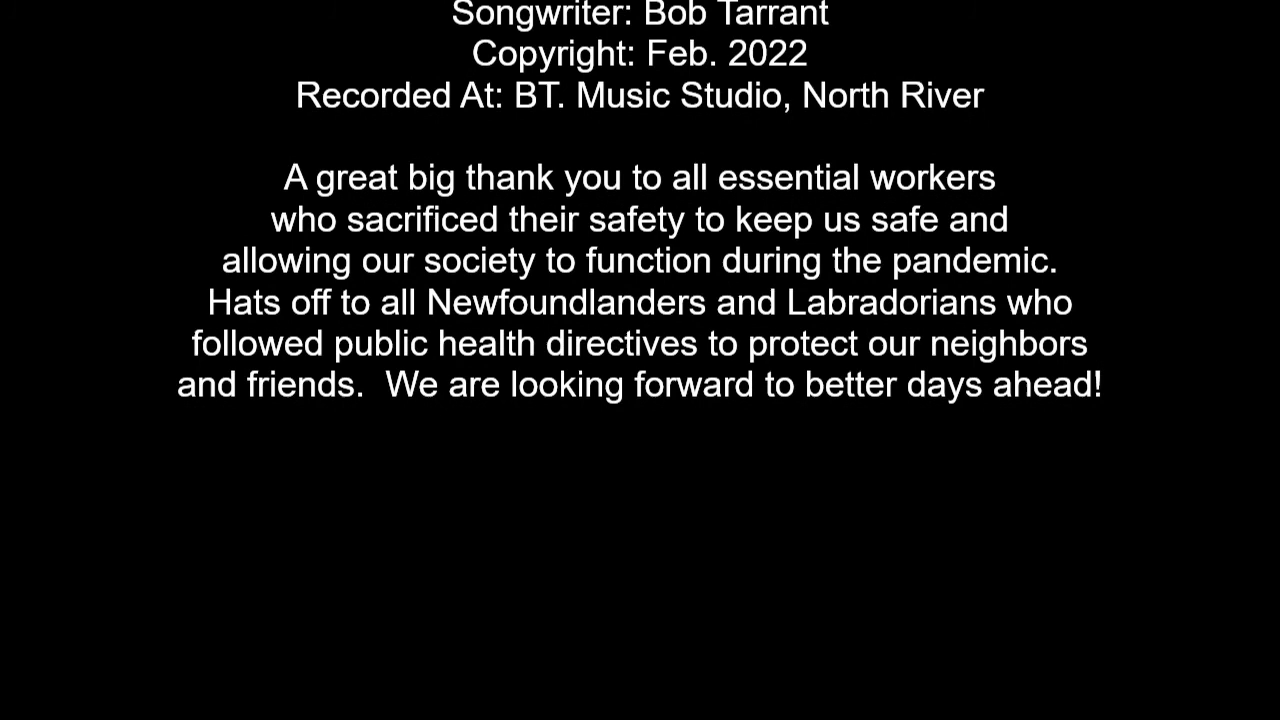 Songwriter: Bob Tarrant
Copyright: Feb. 2022
Recorded At: BT. Music Studio, North River
A great big thank you to all essential workers
who sacrificed their safety to keep us safe and
allowing our society to function during the pandemic.
Hats off to all Newfoundlanders and Labradorians who
followed public health directives to protect our neighbors
and friends.  We are looking forward to better days ahead!